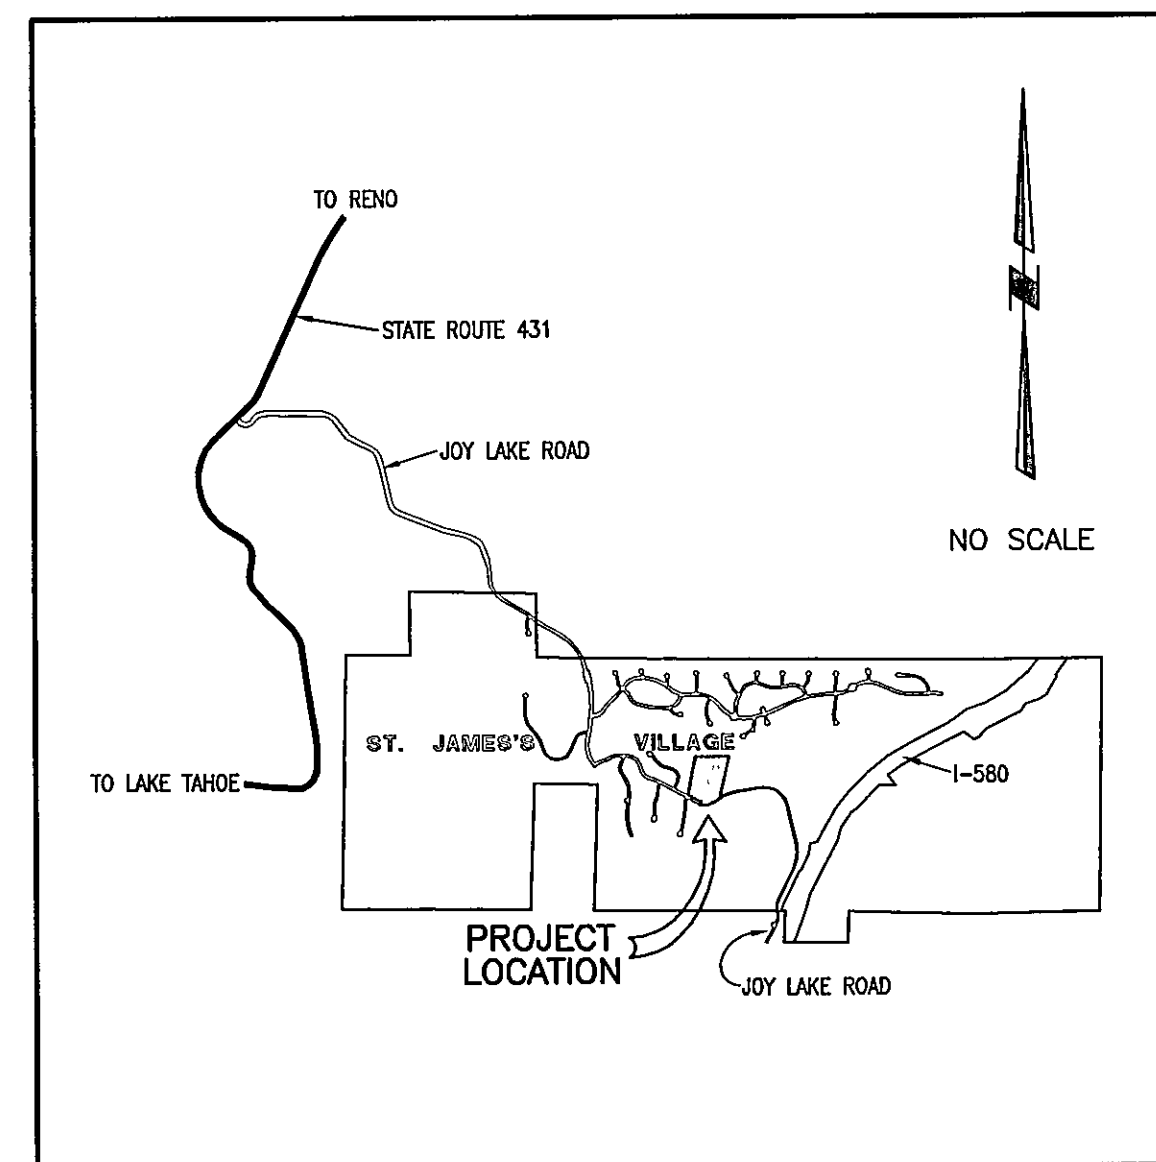 TO RENO
STATE ROUTE 431
JOY LAKE ROAD
NO SCALE
ST. JAMES'S VILLAGE
I-580
TO LAKE TAHOE
PROJECT
LOCATION
JOY LAKE ROAD